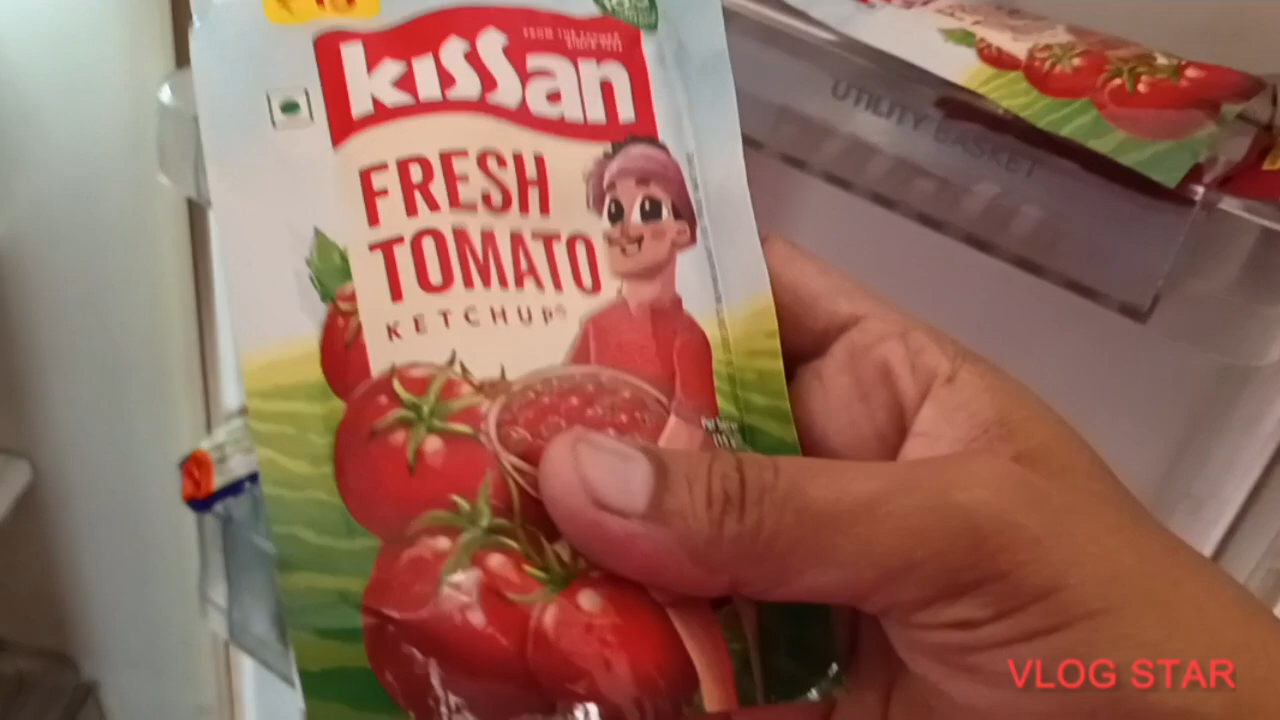 KISSan
FRESH
TOMATO
KETCHUP
UTILITY BASKET
VLOG STAR